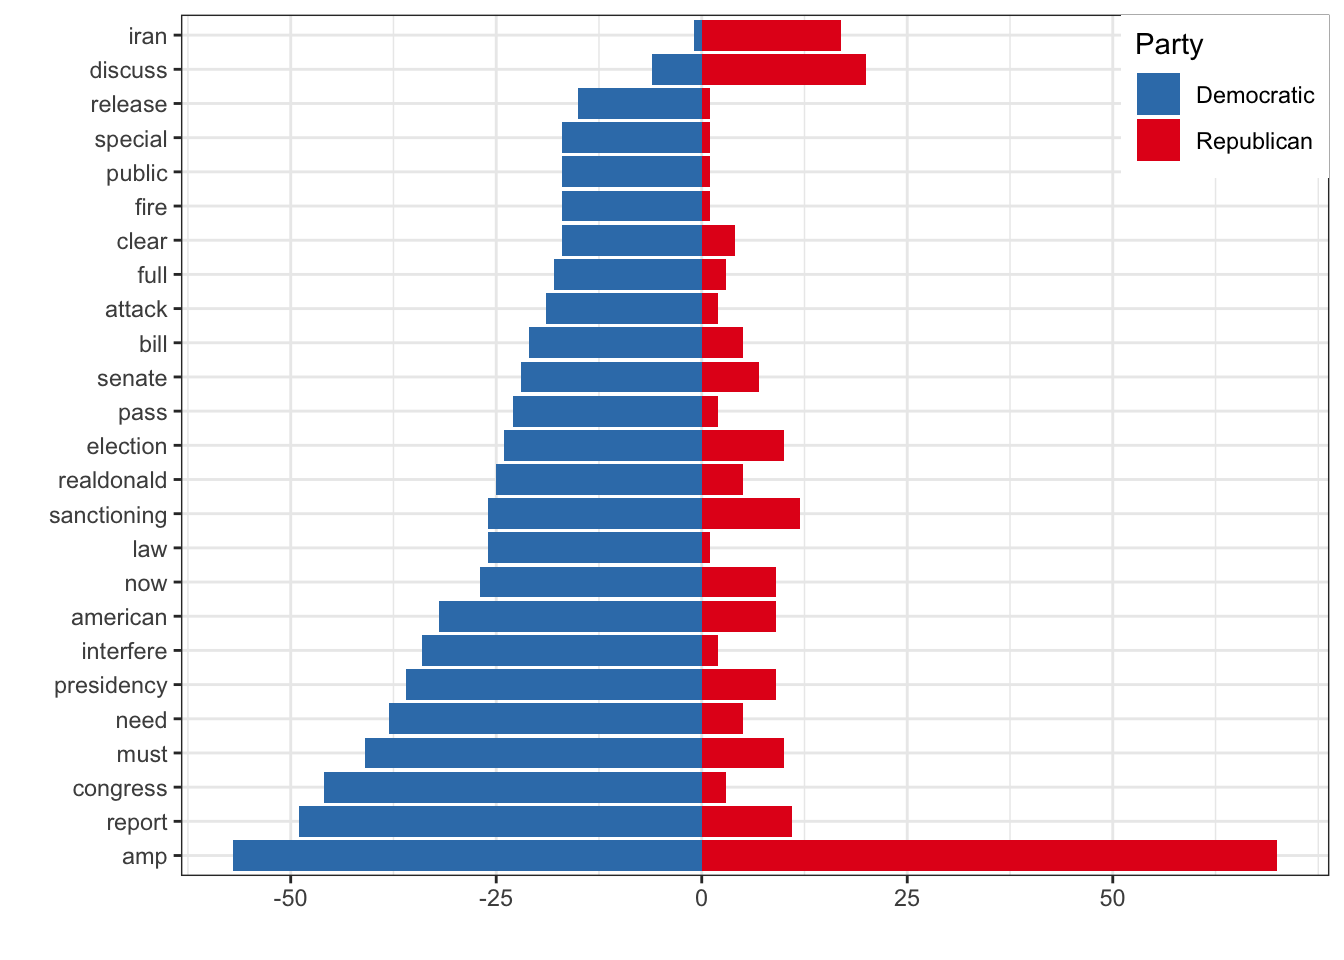 iran
discuss
release
special
public
fire
clear
full
attack
bill
senate
pass
election
realdonald
sanctioning
law
now
american
interfere
presidency
need
must
congress
report
amp
-50
-25
0
25
50
Party
Democratic
Republican